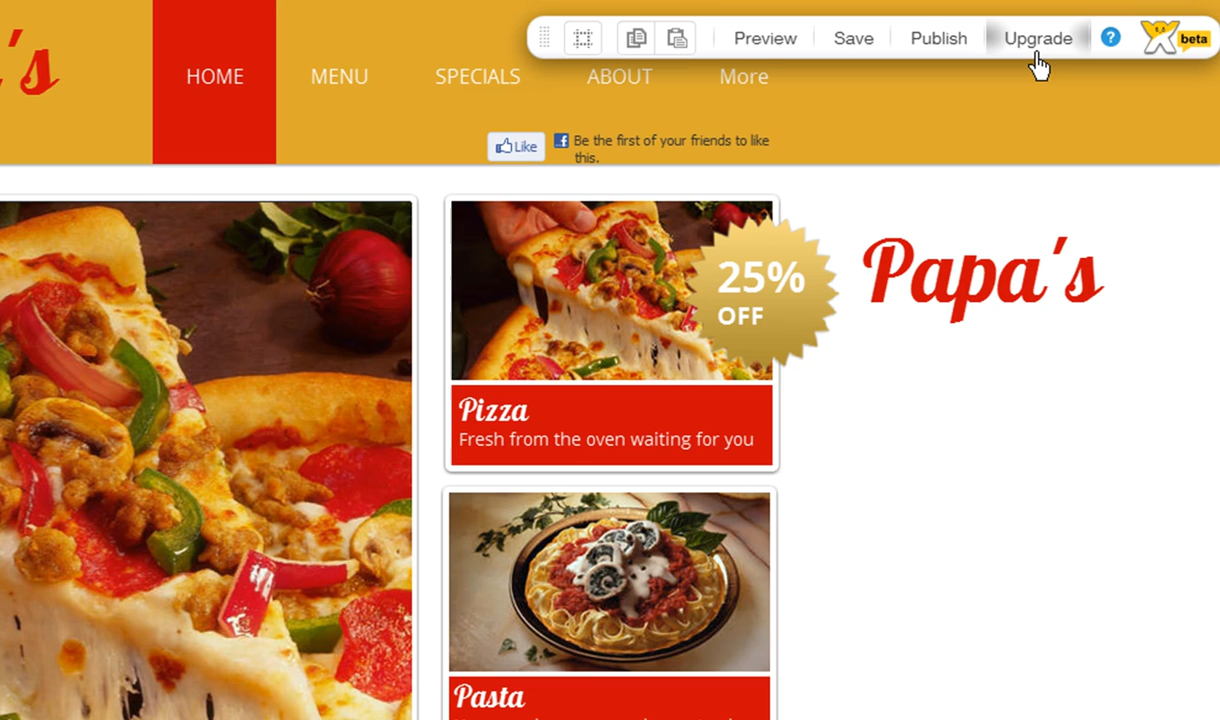 Preview Save Publish Upgrade ? beta
's
HOME MENU SPECIALS ABOUT More
Like
Be the first of your friends to like
this.
25%
OFF
Papa's
Pizza
Fresh from the oven waiting for you
Pasta